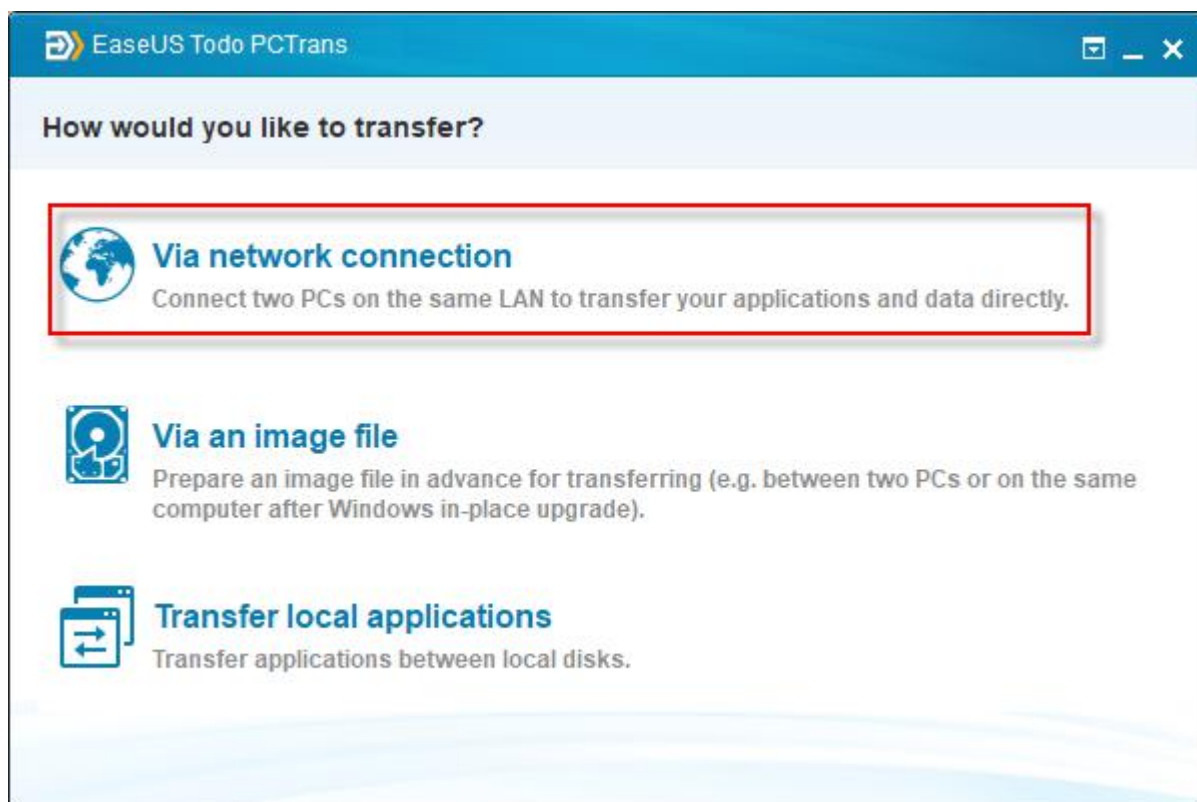 EaseUS Todo PCTrans
How would you like to transfer?
Via network connection
Connect two PCs on the same LAN to transfer your applications and data directly.
Via an image file
Prepare an image file in advance for transferring (e.g. between two PCs or on the same
computer after Windows in-place upgrade).
Transfer local applications
Transfer applications between local disks.